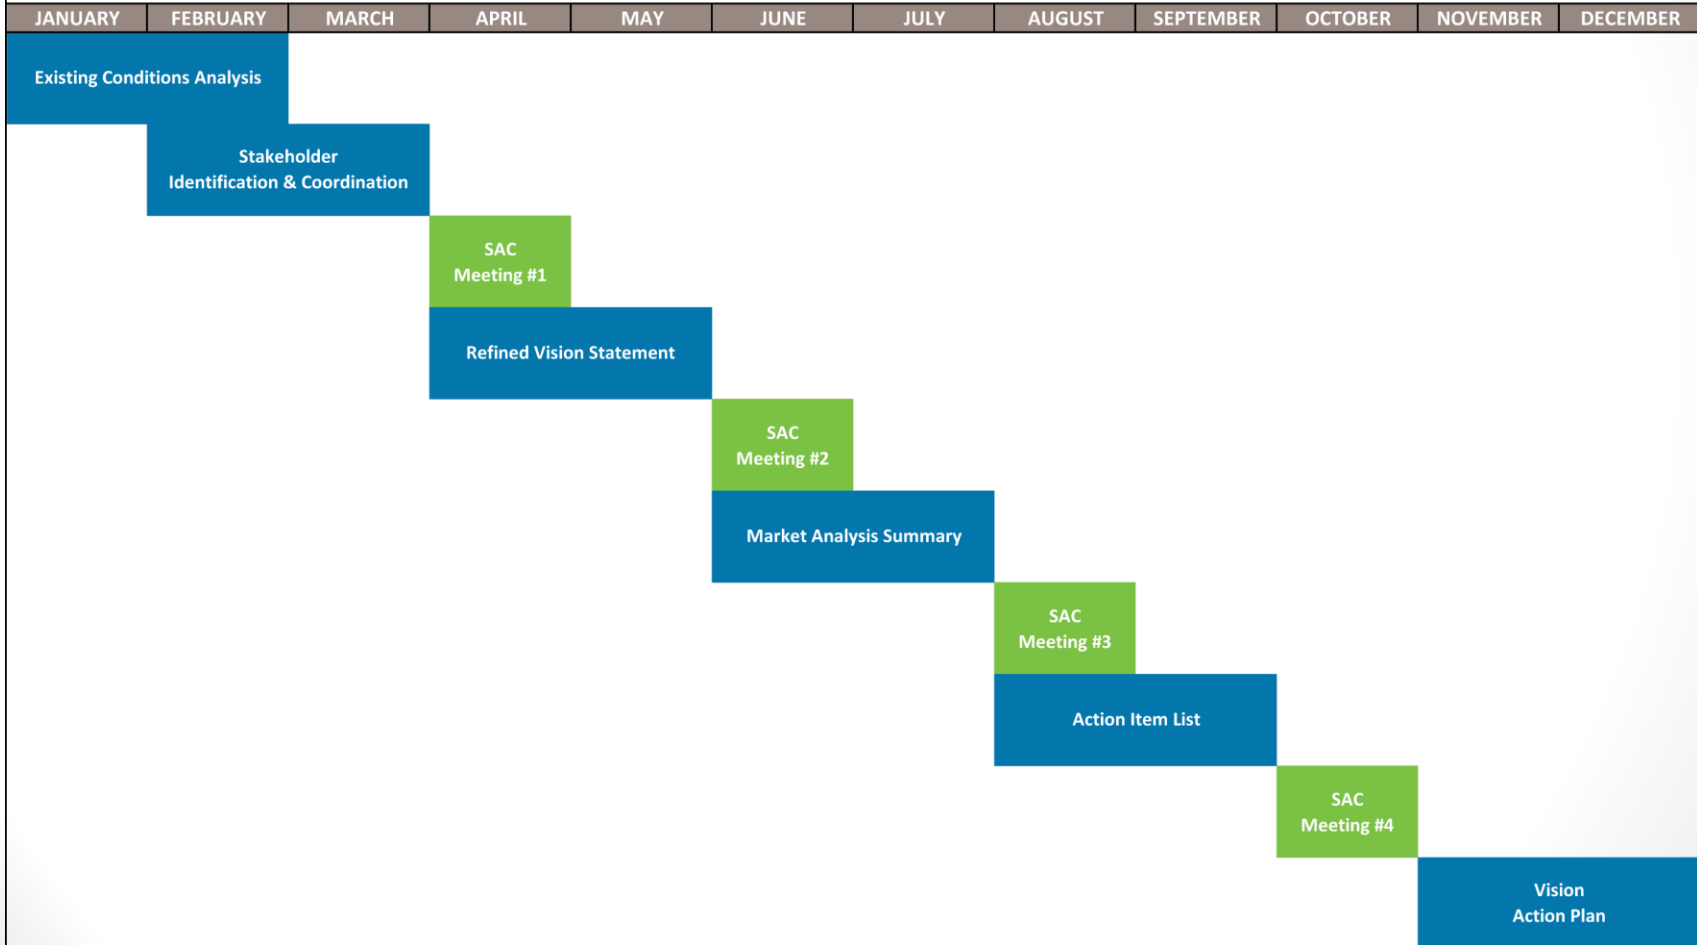 JANUARY FEBRUARY MARCH APRIL MAY JUNE JULY AUGUST SEPTEMBER OCTOBER NOVEMBER DECEMBER
Existing Conditions Analysis
Stakeholder
Identification & Coordination
SAC
Meeting #1
Refined Vision Statement
SAC
Meeting #2
Market Analysis Summary
SAC
Meeting #3
Action Item List
SAC
Meeting #4
Vision
Action Plan